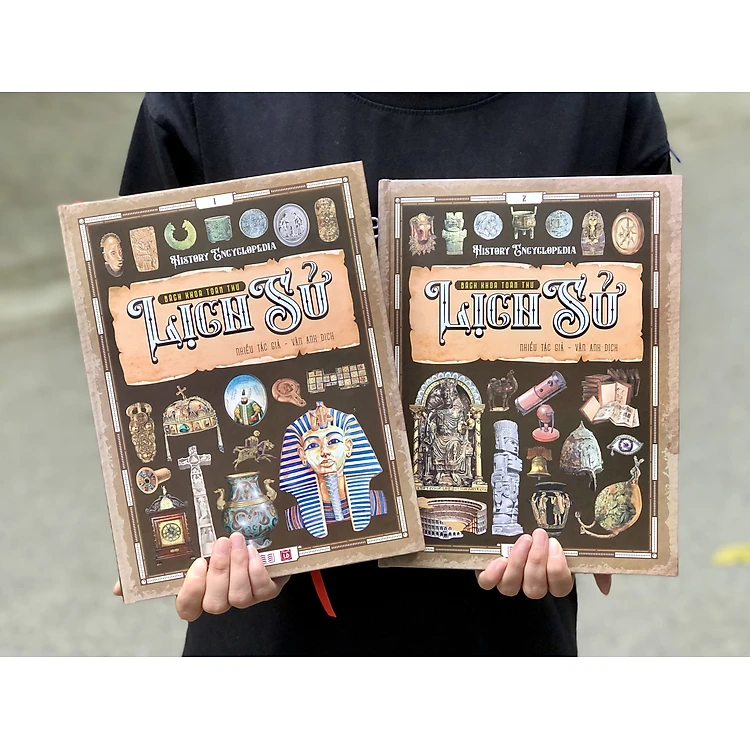 1
HISTORY ENCYCLOPEDIA
BÁCH KHOA TOÀN THƯ
LỊCH SỬ
NHIỀU TÁC GIẢ - VÂN ANH DỊCH
2
HISTORY ENCYCLOPEDIA
BÁCH KHOA TOÀN THƯ
LỊCH SỬ
NHIỀU TÁC GIẢ - VÂN ANH DỊCH